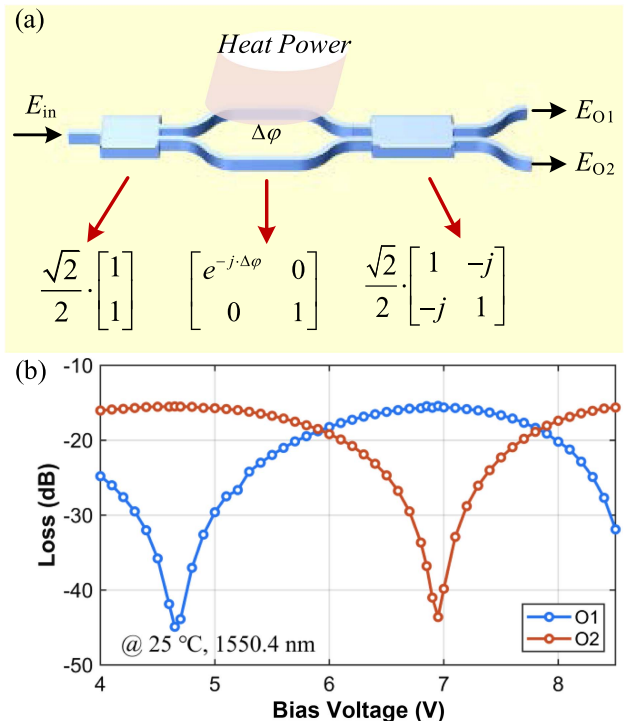 (a)
Heat Power
E_in
Δφ
E_O1
E_O2
√2/2 · [1; 1]
[e^{-j·Δφ} 0; 0 1]
√2/2 · [1 -j; -j 1]
(b)
-10
-20
-30
-40
-50
Loss (dB)
@ 25 °C, 1550.4 nm
O1
O2
4 5 6 7 8
Bias Voltage (V)